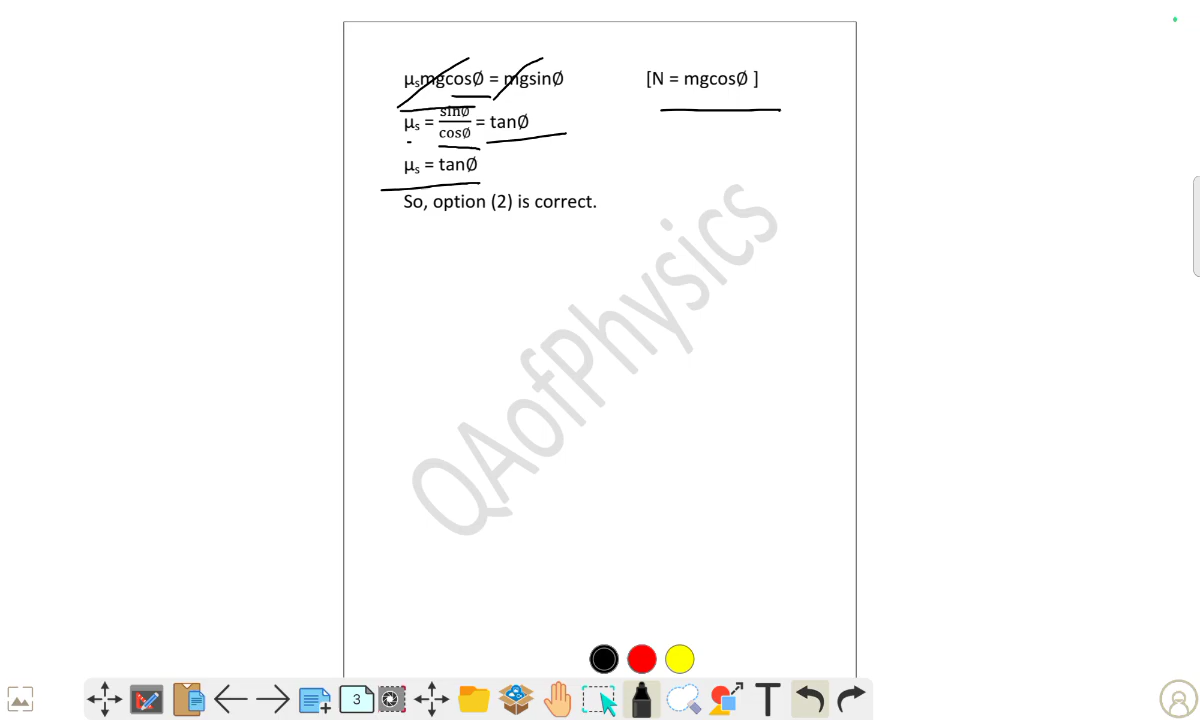 μₛmgcosØ = mgsinØ [N = mgcosØ ]
μₛ = sinØ/cosØ = tanØ
μₛ = tanØ
So, option (2) is correct.
QAofPhysics
3
T